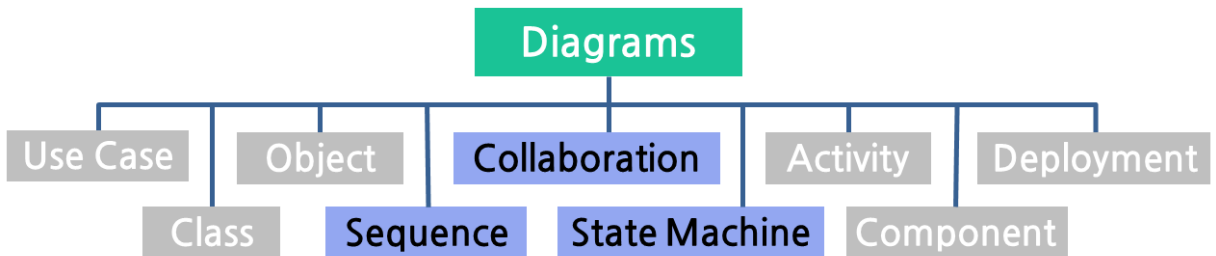 Diagrams
Use Case
Object
Collaboration
Activity
Deployment
Class
Sequence
State Machine
Component